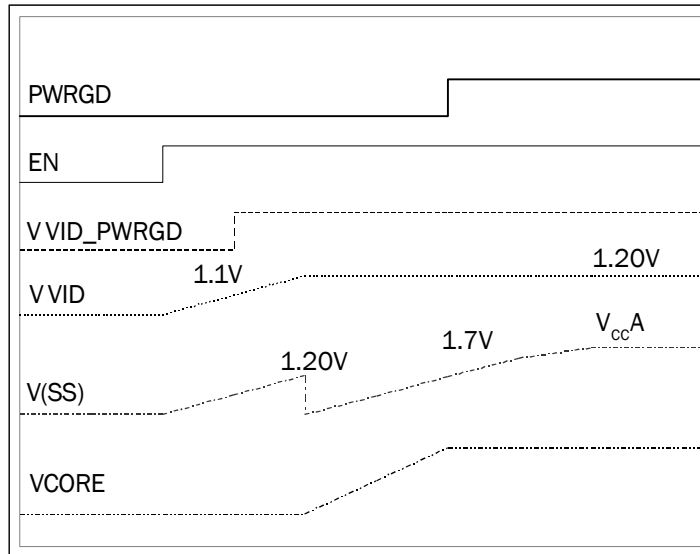 PWRGD
EN
V VID_PWRGD
1.1V
1.20V
V VID
1.7V
VccA
1.20V
V(SS)
VCORE